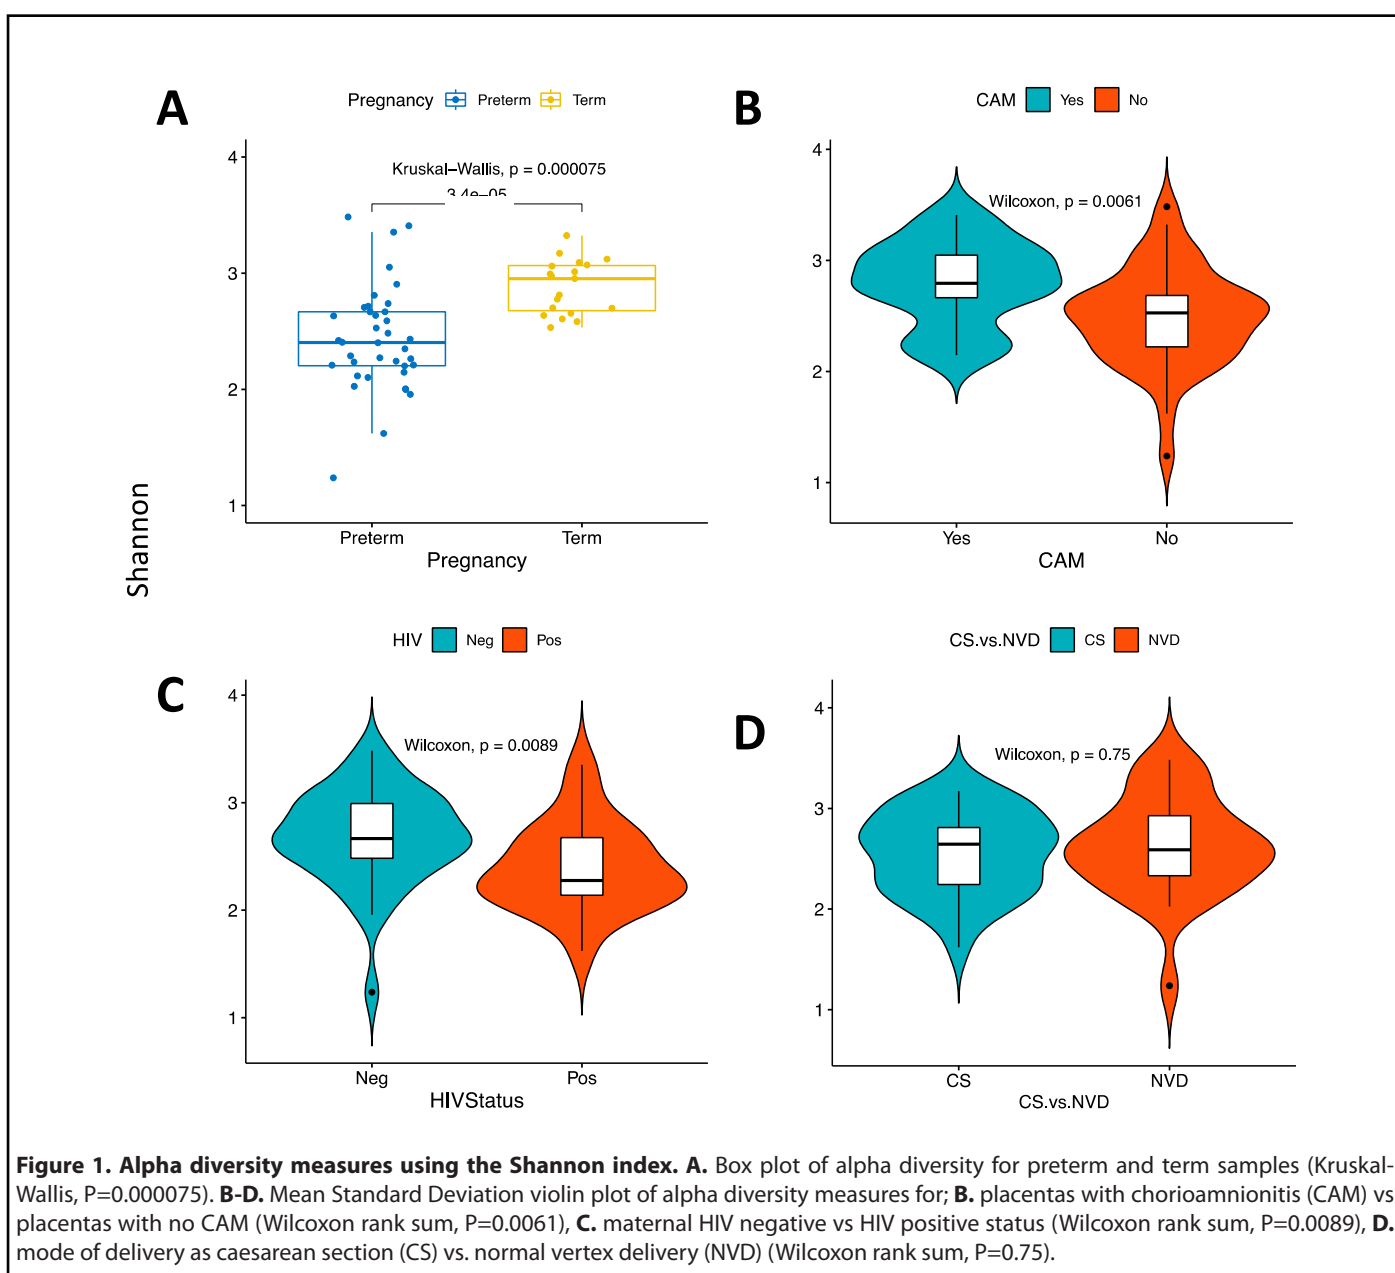 A
Pregnancy Preterm Term
Kruskal–Wallis, p = 0.000075
3.4e−05
4
3
2
1
Preterm Term
Pregnancy
Shannon
B
CAM Yes No
Wilcoxon, p = 0.0061
4
3
2
1
Yes No
CAM
C
HIV Neg Pos
Wilcoxon, p = 0.0089
4
3
2
1
Neg Pos
HIVStatus
D
CS.vs.NVD CS NVD
Wilcoxon, p = 0.75
4
3
2
1
CS NVD
CS.vs.NVD
Figure 1. Alpha diversity measures using the Shannon index. A. Box plot of alpha diversity for preterm and term samples (Kruskal-
Wallis, P=0.000075). B-D. Mean Standard Deviation violin plot of alpha diversity measures for; B. placentas with chorioamnionitis (CAM) vs
placentas with no CAM (Wilcoxon rank sum, P=0.0061), C. maternal HIV negative vs HIV positive status (Wilcoxon rank sum, P=0.0089), D.
mode of delivery as caesarean section (CS) vs. normal vertex delivery (NVD) (Wilcoxon rank sum, P=0.75).